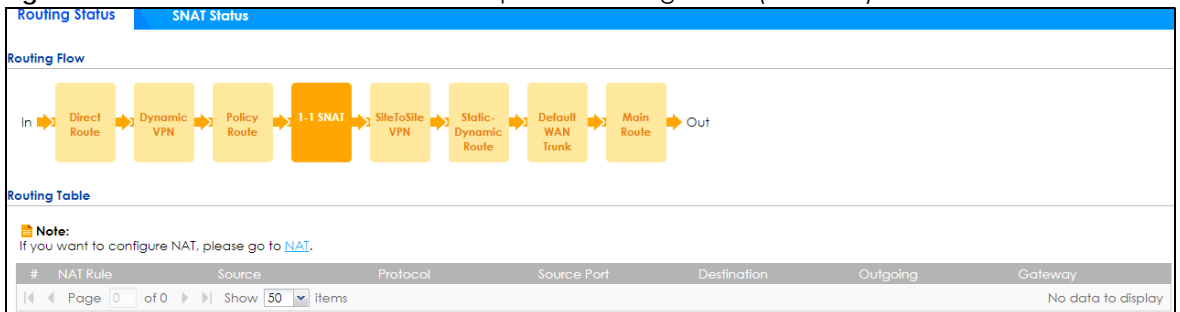 Routing Status SNAT Status
Routing Flow
In Direct Route Dynamic VPN Policy Route 1-1 SNAT SiteToSite VPN Static-Dynamic Route Default WAN Trunk Main Route Out
Routing Table
Note:
If you want to configure NAT, please go to NAT.
# NAT Rule Source Protocol Source Port Destination Outgoing Gateway
Page 0 of 0 Show 50 items No data to display